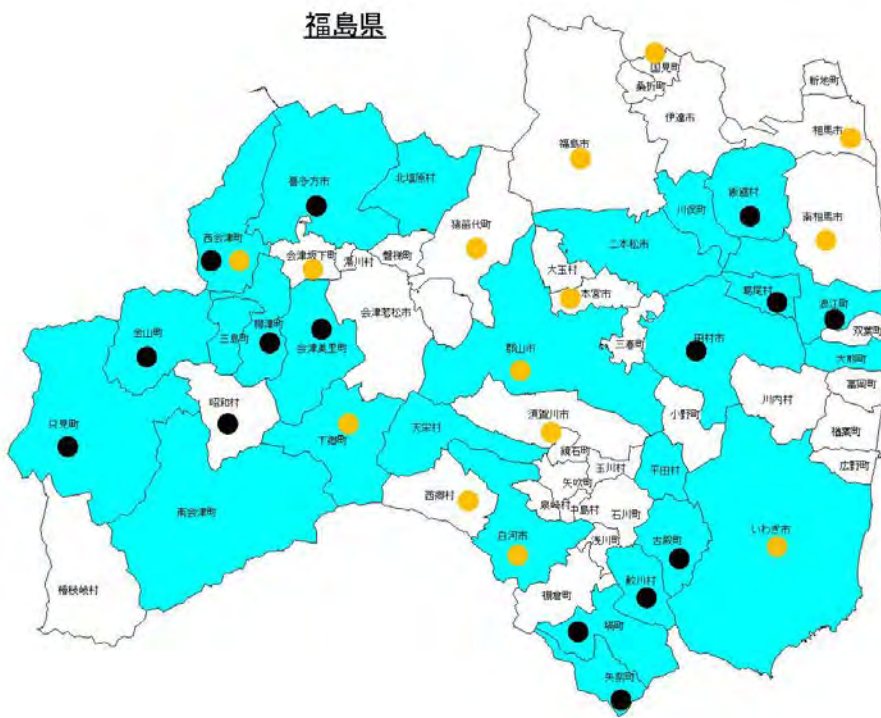 福島県
国見町
桑折町
新地町
伊達市
相馬市
福島市
喜多方市
北塩原村
川俣町
飯舘村
南相馬市
猪苗代町
西会津町
会津坂下町
湯川村
磐梯町
二本松市
大玉村
本宮市
葛尾村
浪江町
会津若松市
双葉町
金山町
三島町
柳津町
会津美里町
郡山市
三春町
田村市
大熊町
富岡町
川内村
昭和村
只見町
下郷町
天栄村
須賀川市
小野町
楢葉町
鏡石町
玉川村
平田村
広野町
矢吹町
西郷村
泉崎村
中島村
石川町
南会津町
白河市
浅川町
古殿町
いわき市
鮫川村
檜枝岐村
棚倉町
塙町
矢祭町